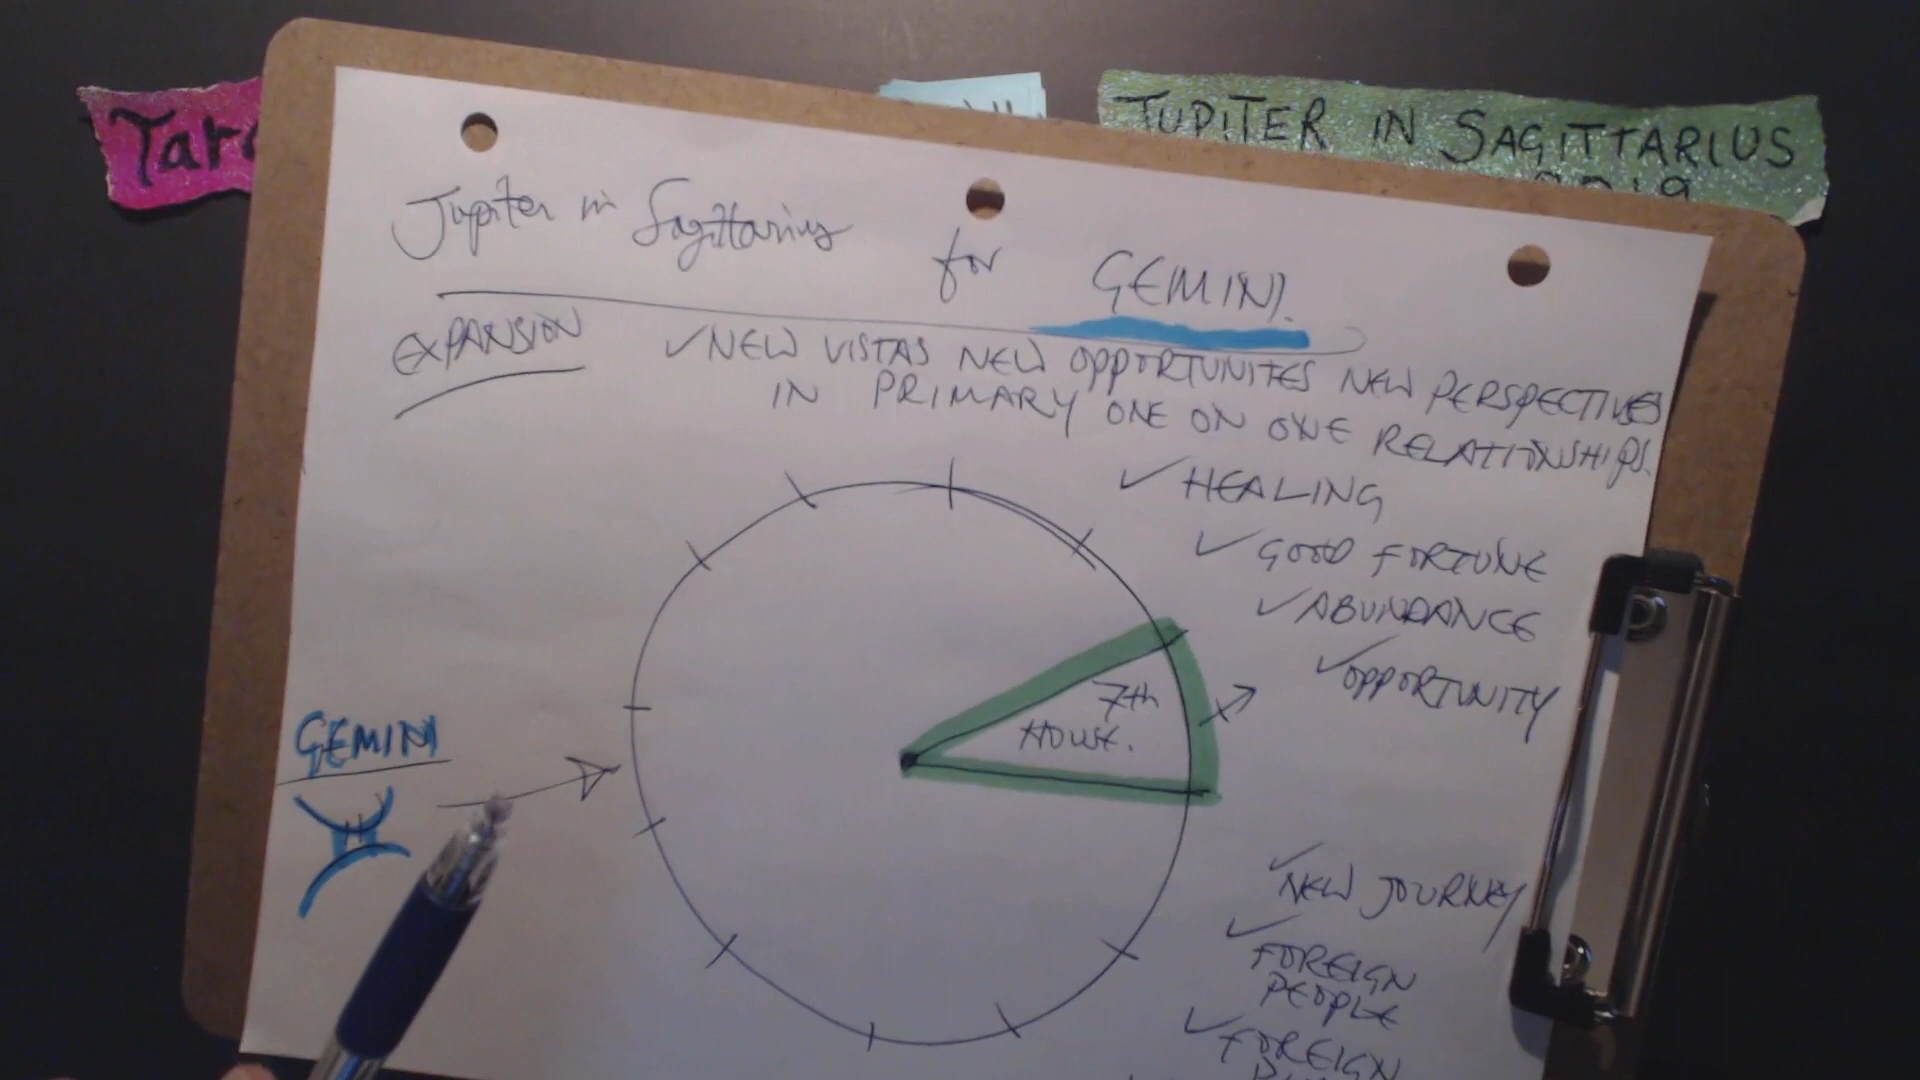 JUPITER IN SAGITTARIUS
2019
Jupiter in Sagittarius for GEMINI.
EXPANSION
✓NEW VISTAS NEW OPPORTUNITES NEW PERSPECTIVES
IN PRIMARY ONE ON ONE RELATIONSHIPS.
✓ HEALING
✓ GOOD FORTUNE
✓ ABUNDANCE
✓ OPPORTUNITY
7th
HOUSE.
GEMINI
✓ NEW JOURNEY
✓ FOREIGN
PEOPLE
✓ FOREIGN